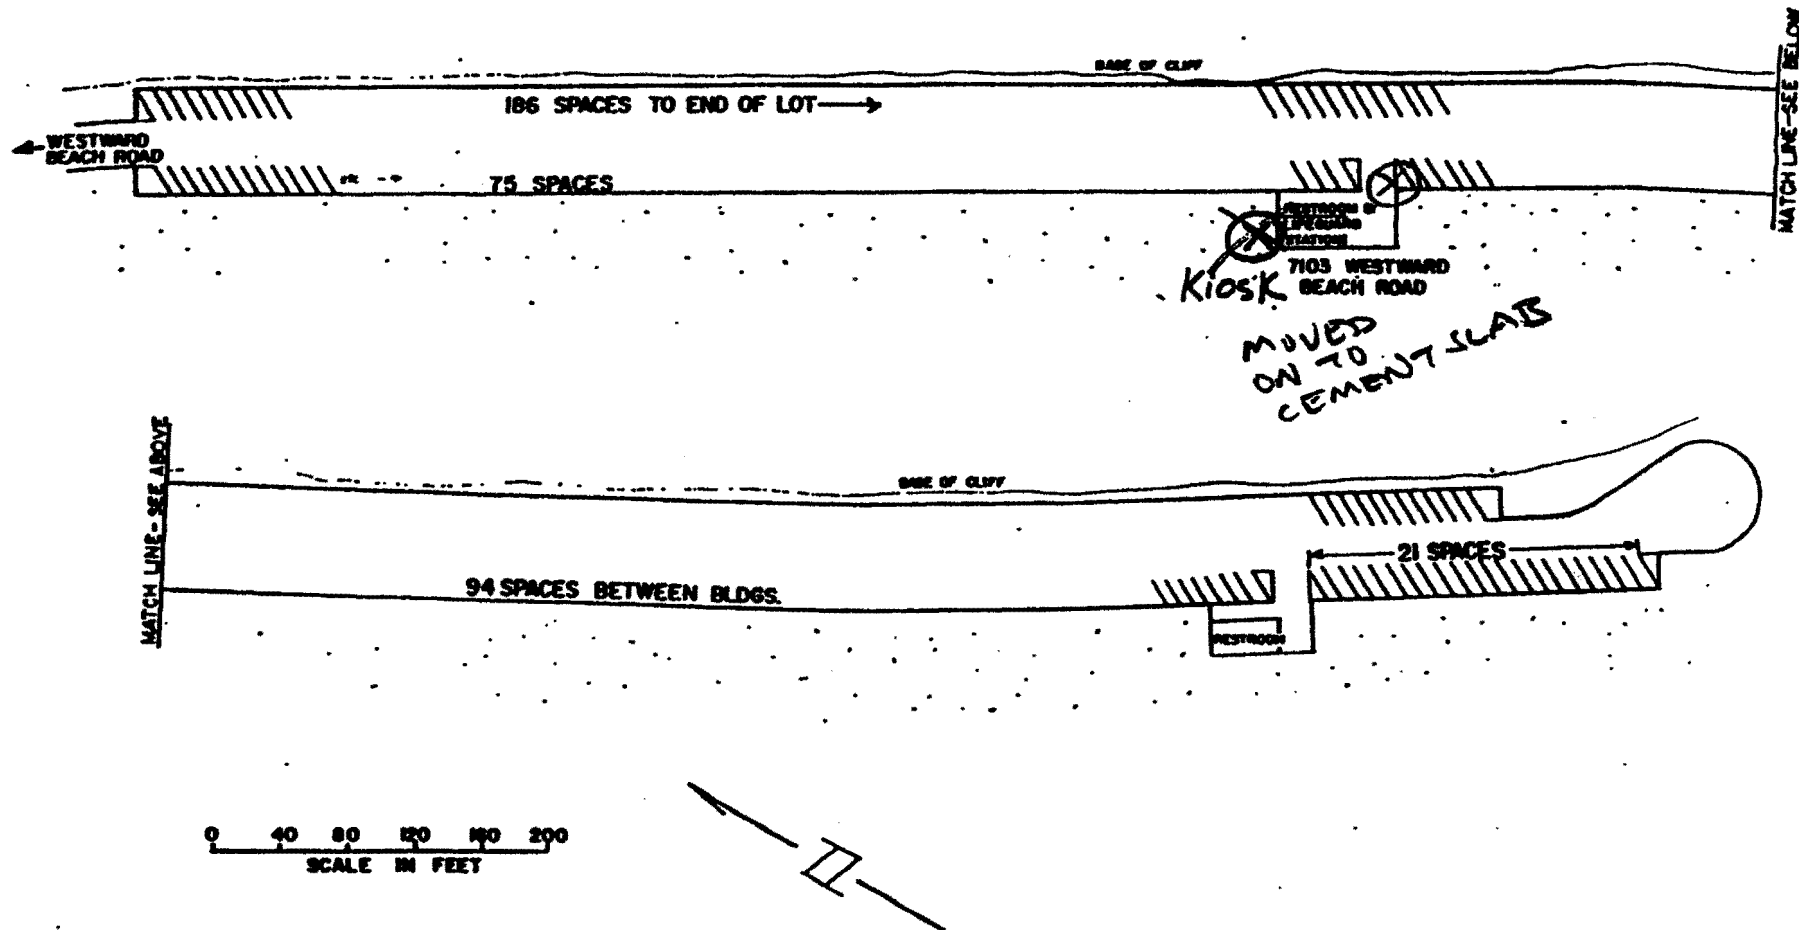 BASE OF CLIFF
186 SPACES TO END OF LOT
WESTWARD
BEACH ROAD
75 SPACES
MATCH LINE-SEE BELOW
RESTROOM &
LIFEGUARD
STATION
7103 WESTWARD
BEACH ROAD
Kiosk
MOVED
ON TO
CEMENT SLAB
MATCH LINE-SEE ABOVE
BASE OF CLIFF
21 SPACES
94 SPACES BETWEEN BLDGS.
RESTROOM
0 40 80 120 160 200
SCALE IN FEET
N